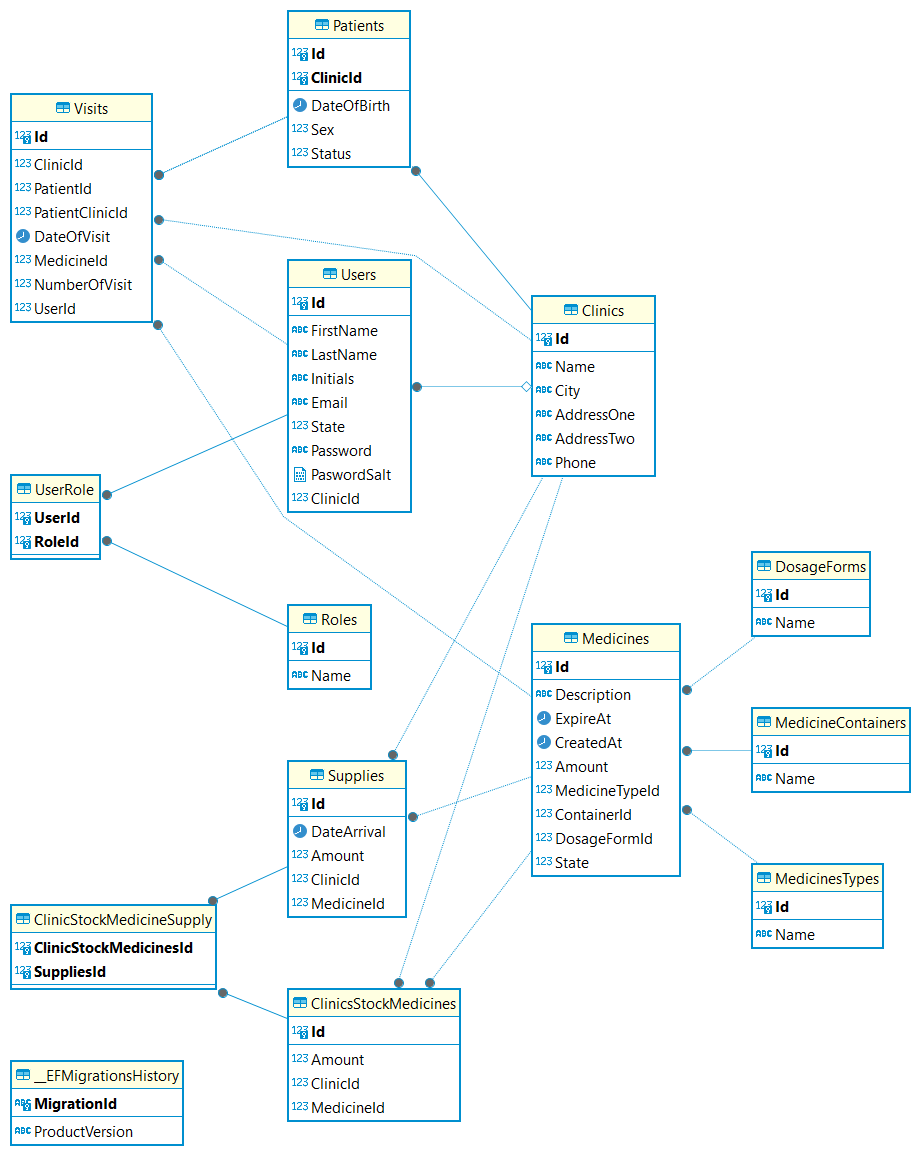 Patients
123 Id
123 ClinicId
DateOfBirth
123 Sex
123 Status
Visits
123 Id
123 ClinicId
123 PatientId
123 PatientClinicId
DateOfVisit
123 MedicineId
123 NumberOfVisit
123 UserId
Users
123 Id
ABC FirstName
ABC LastName
ABC Initials
ABC Email
123 State
ABC Password
PaswordSalt
123 ClinicId
Clinics
123 Id
ABC Name
ABC City
ABC AddressOne
ABC AddressTwo
ABC Phone
UserRole
123 UserId
123 RoleId
Roles
123 Id
ABC Name
DosageForms
123 Id
ABC Name
Medicines
123 Id
ABC Description
ExpireAt
CreatedAt
123 Amount
123 MedicineTypeId
123 ContainerId
123 DosageFormId
123 State
MedicineContainers
123 Id
ABC Name
Supplies
123 Id
DateArrival
123 Amount
123 ClinicId
123 MedicineId
MedicinesTypes
123 Id
ABC Name
ClinicStockMedicineSupply
123 ClinicStockMedicinesId
123 SuppliesId
ClinicsStockMedicines
123 Id
123 Amount
123 ClinicId
123 MedicineId
__EFMigrationsHistory
ABC MigrationId
ABC ProductVersion